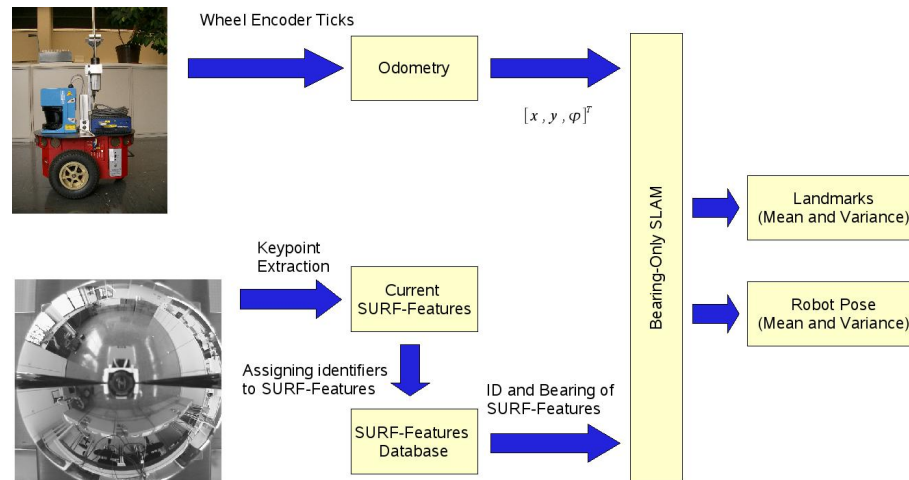 Wheel Encoder Ticks
Odometry
[x , y , φ]ᵀ
Bearing-Only SLAM
Landmarks
(Mean and Variance)
Robot Pose
(Mean and Variance)
Keypoint
Extraction
Current
SURF-Features
Assigning identifiers
to SURF-Features
SURF-Features
Database
ID and Bearing of
SURF-Features